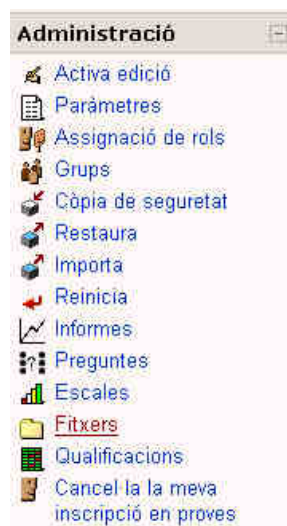 Administració
Activa edició
Paràmetres
Assignació de rols
Grups
Còpia de seguretat
Restaura
Importa
Reinicia
Informes
Preguntes
Escales
Fitxers
Qualificacions
Cancel·la la meva
inscripció en proves